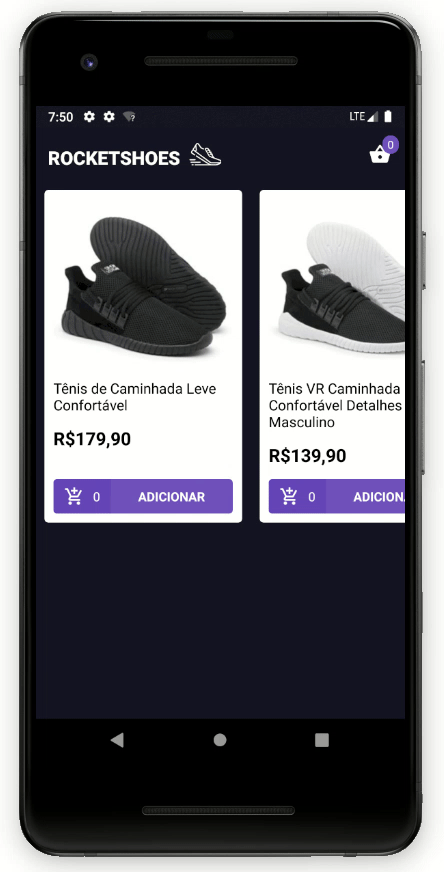 7:50
LTE
ROCKETSHOES
0
Tênis de Caminhada Leve
Confortável
R$179,90
0 ADICIONAR
Tênis VR Caminhada
Confortável Detalhes
Masculino
R$139,90
0 ADICION